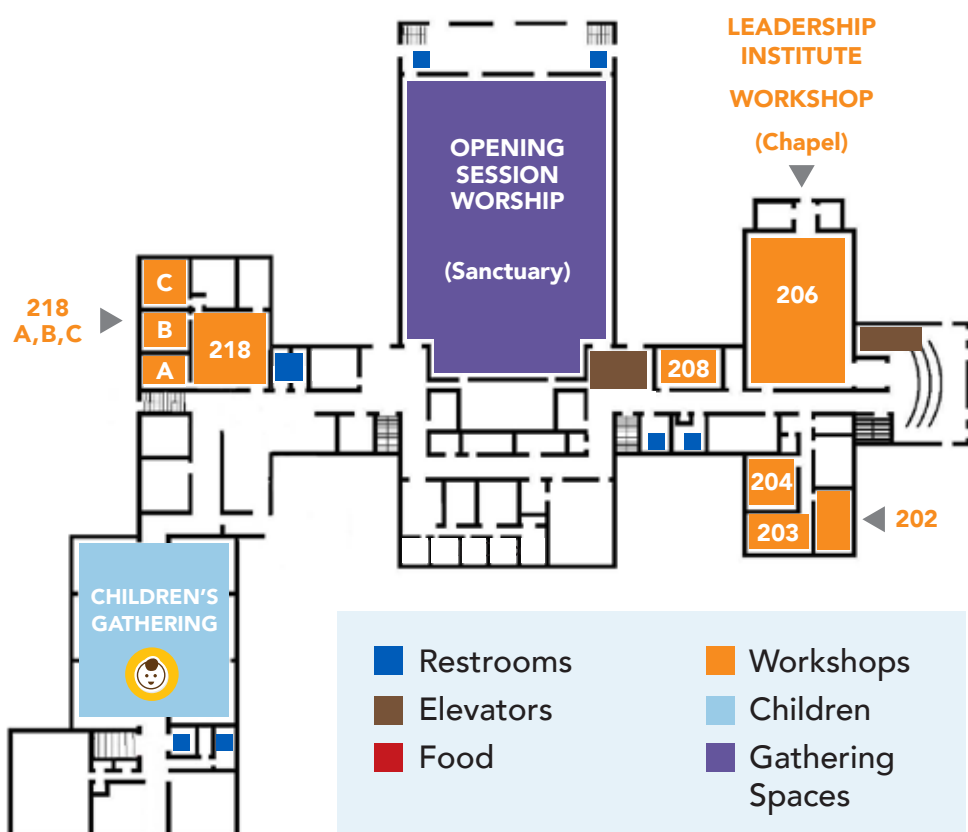 LEADERSHIP
INSTITUTE
WORKSHOP
(Chapel)
OPENING
SESSION
WORSHIP
(Sanctuary)
C
B
A
218
A,B,C
218
208
206
204
203
202
CHILDREN'S
GATHERING
Restrooms
Elevators
Food
Workshops
Children
Gathering
Spaces